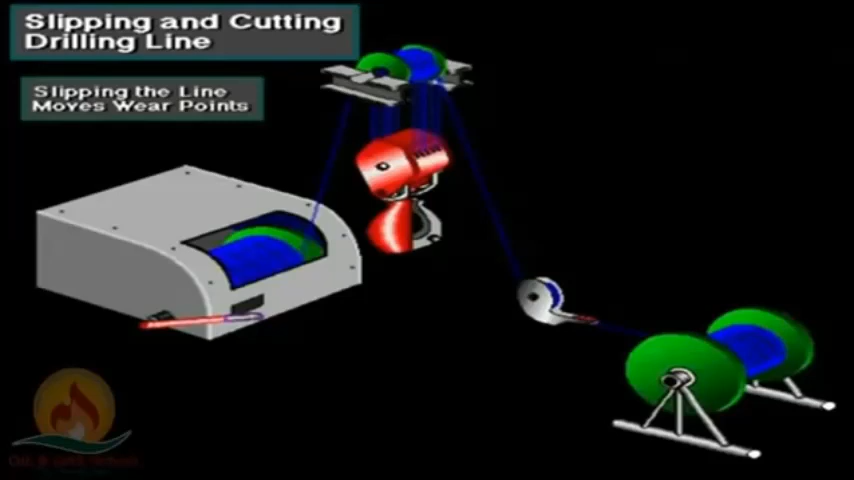 Slipping and Cutting
Drilling Line
Slipping the Line
Moves Wear Points